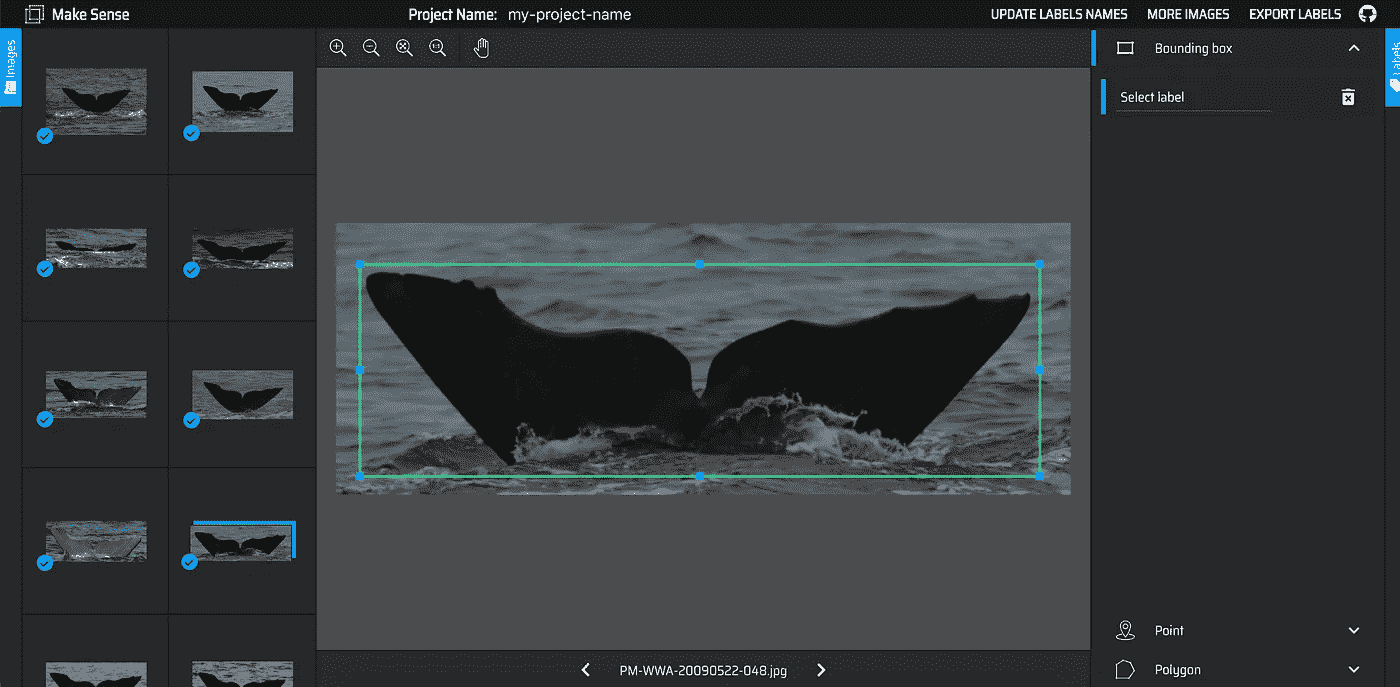 Make Sense
Project Name: my-project-name
UPDATE LABELS NAMES
MORE IMAGES
EXPORT LABELS
Images
Bounding box
Labels
Select label
Point
PM-WWA-20090522-048.jpg
Polygon